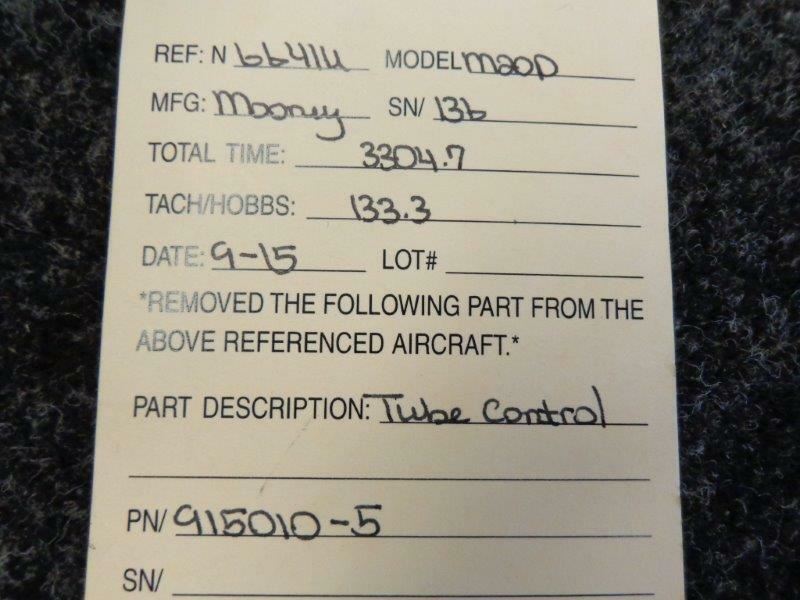 REF: N 6641U MODEL M20D
MFG: Mooney SN/ 136
TOTAL TIME: 3304.7
TACH/HOBBS: 133.3
DATE: 9-15 LOT#
*REMOVED THE FOLLOWING PART FROM THE
ABOVE REFERENCED AIRCRAFT.*
PART DESCRIPTION: Tube Control
PN/ 915010-5
SN/